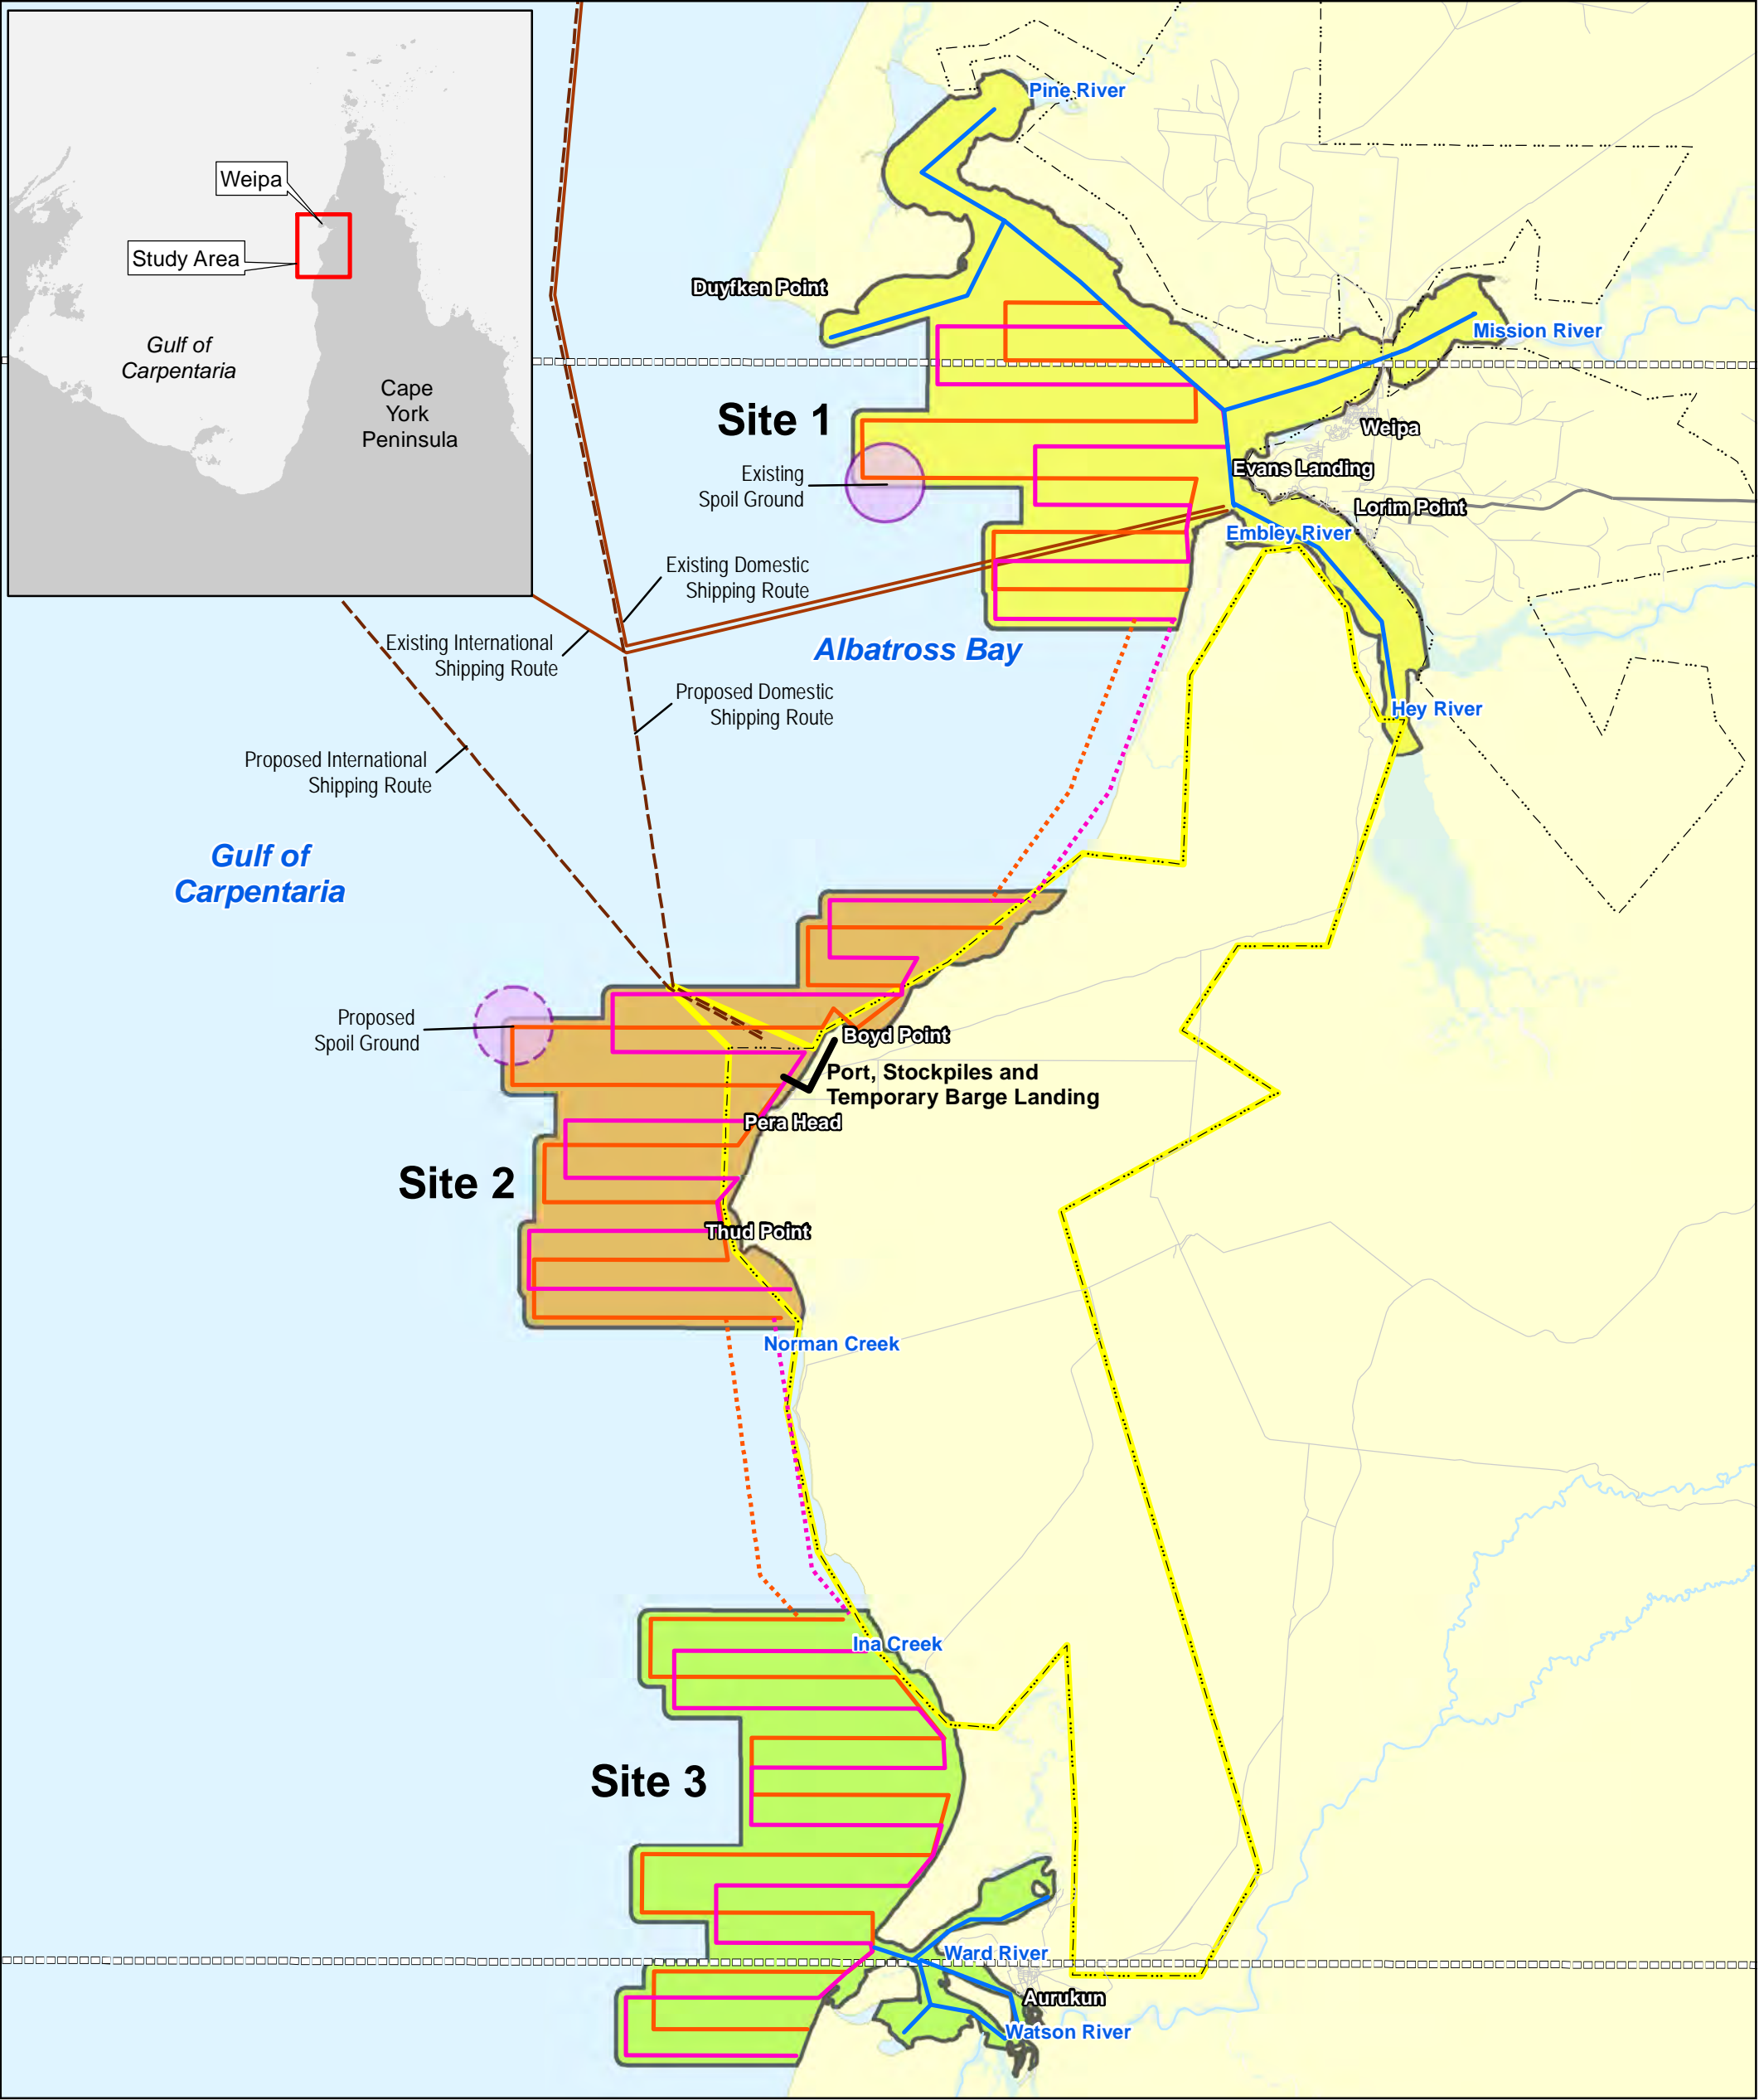 Weipa
Study Area
Gulf of
Carpentaria
Cape
York
Peninsula
Pine River
Duyfken Point
Mission River
Site 1
Weipa
Existing
Spoil Ground
Evans Landing
Lorim Point
Embley River
Existing Domestic
Shipping Route
Existing International
Shipping Route
Albatross Bay
Proposed Domestic
Shipping Route
Hey River
Proposed International
Shipping Route
Gulf of
Carpentaria
Proposed
Spoil Ground
Boyd Point
Port, Stockpiles and
Temporary Barge Landing
Pera Head
Site 2
Thud Point
Norman Creek
Ina Creek
Site 3
Ward River
Aurukun
Watson River